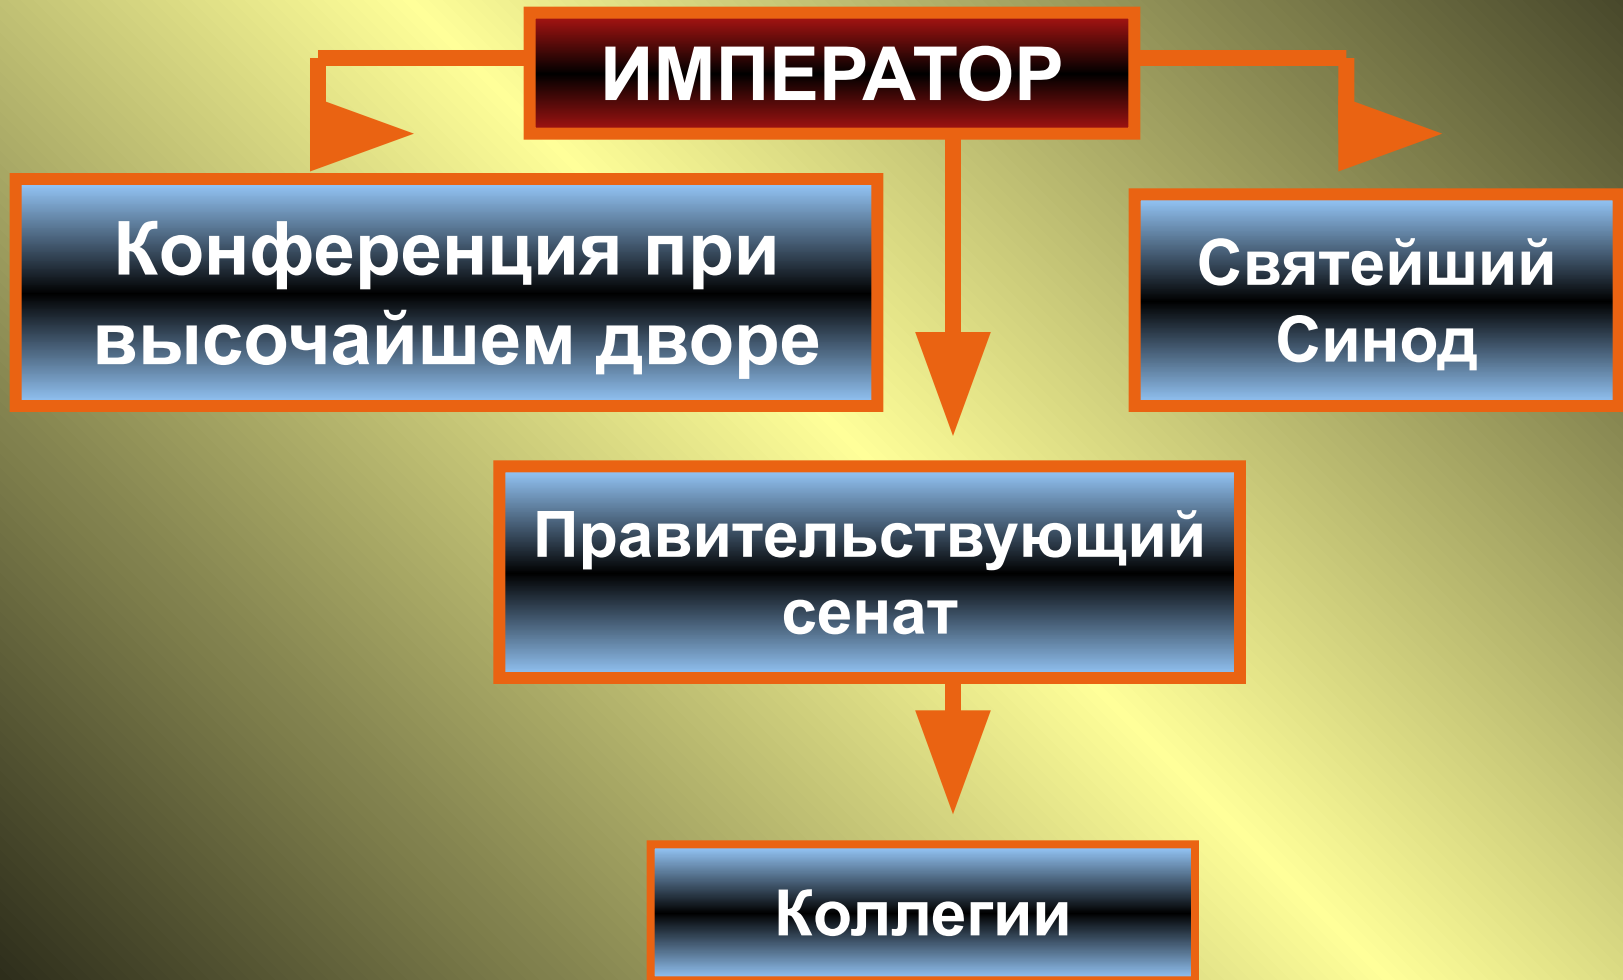 ИМПЕРАТОР
Конференция при
высочайшем дворе
Святейший
Синод
Правительствующий
сенат
Коллегии